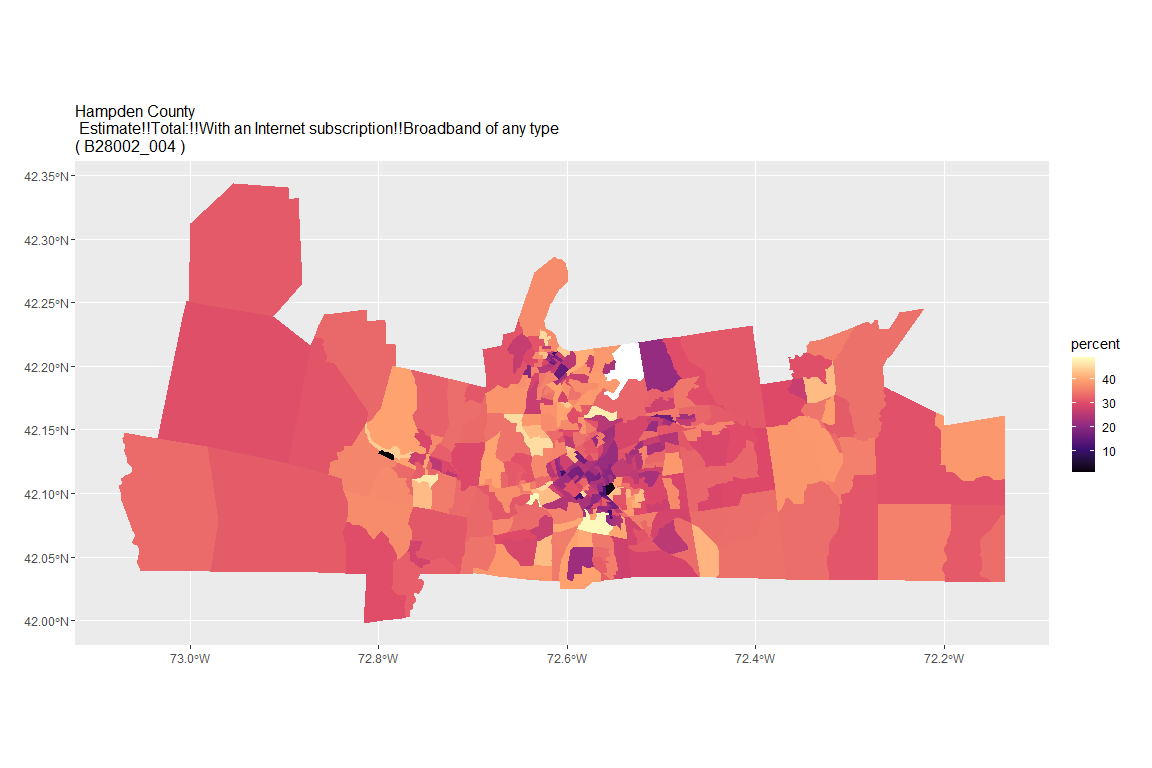 Hampden County
Estimate!!Total:!!With an Internet subscription!!Broadband of any type
( B28002_004 )
42.35°N
42.30°N
42.25°N
42.20°N
42.15°N
42.10°N
42.05°N
42.00°N
73.0°W
72.8°W
72.6°W
72.4°W
72.2°W
percent
40
30
20
10